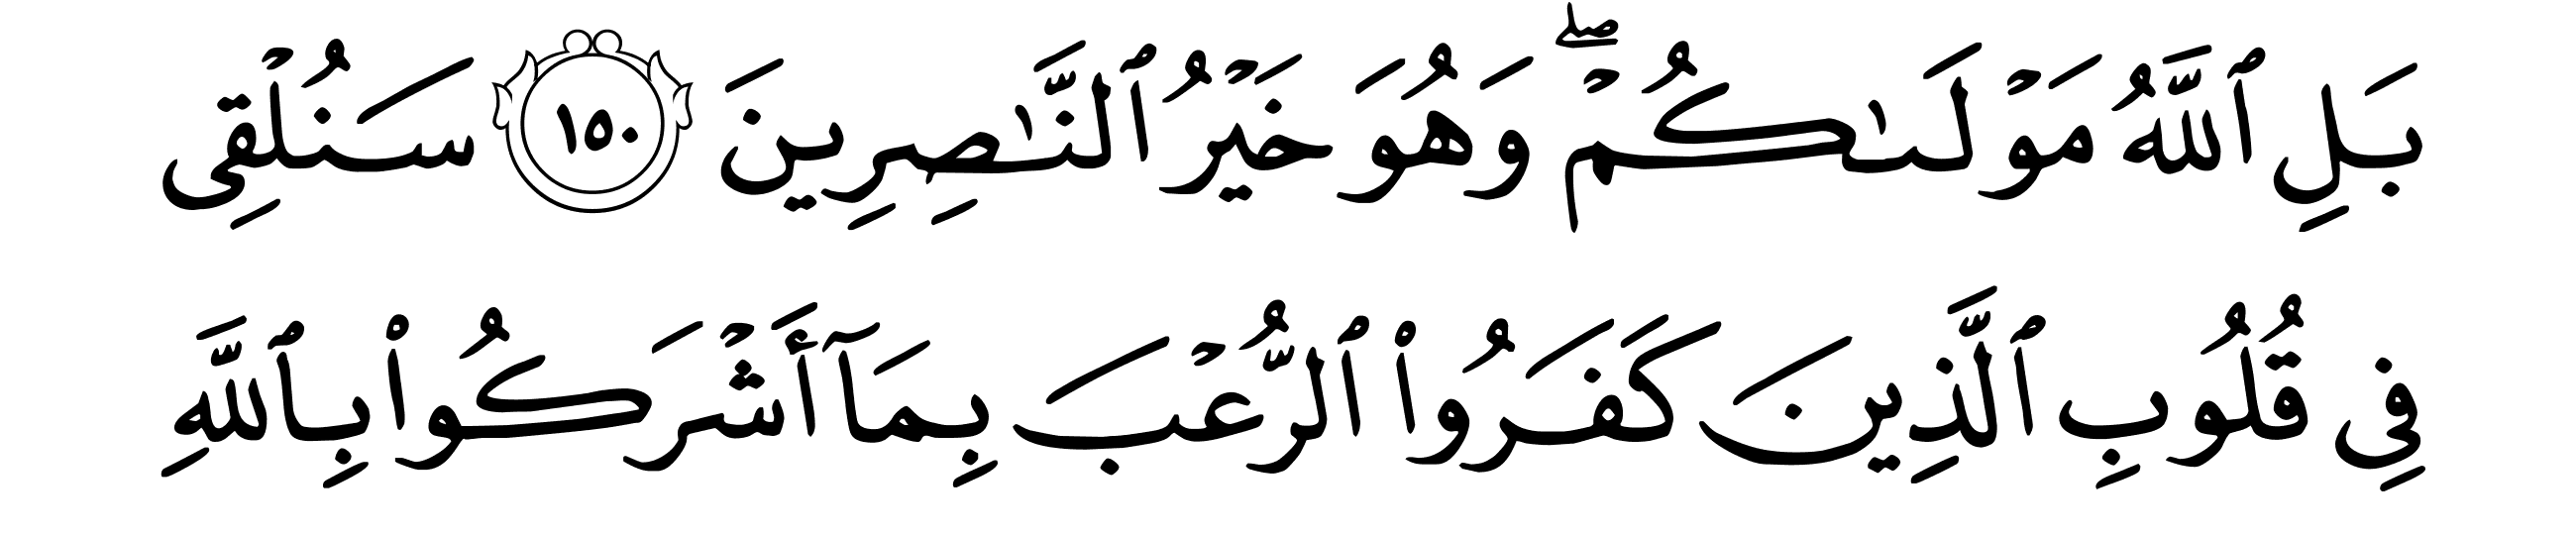 بَلِ ٱللَّهُ مَوْلَىٰكُمْ ۖ وَهُوَ خَيْرُ ٱلنَّٰصِرِينَ ١٥٠ سَنُلْقِى
فِى قُلُوبِ ٱلَّذِينَ كَفَرُوا۟ ٱلرُّعْبَ بِمَآ أَشْرَكُوا۟ بِٱللَّهِ